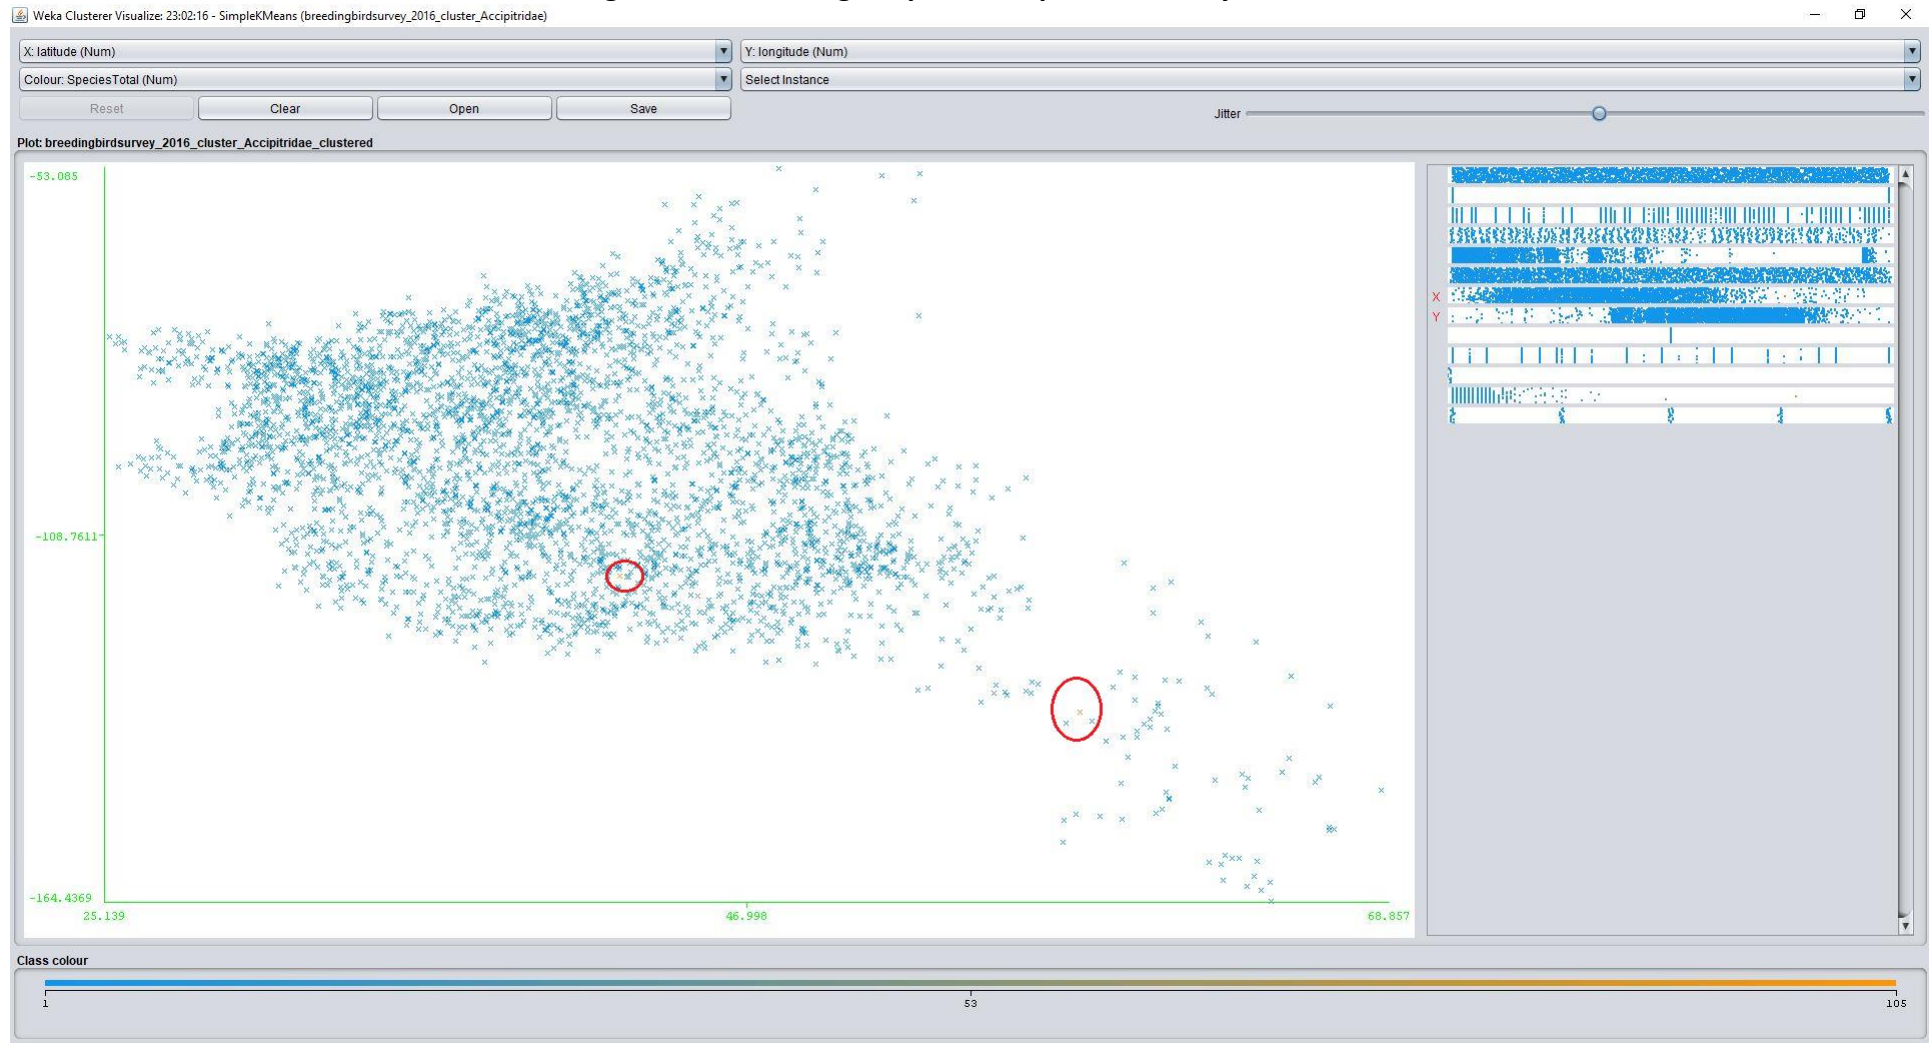 Weka Clusterer Visualize: 23:02:16 - SimpleKMeans (breedingbirdsurvey_2016_cluster_Accipitridae)
X: latitude (Num)
Y: longitude (Num)
Colour: SpeciesTotal (Num)
Select Instance
Reset
Clear
Open
Save
Jitter
Plot: breedingbirdsurvey_2016_cluster_Accipitridae_clustered
-53.085
X
Y
-108.7611
-164.4369
25.139
46.998
68.857
Class colour
1
53
105